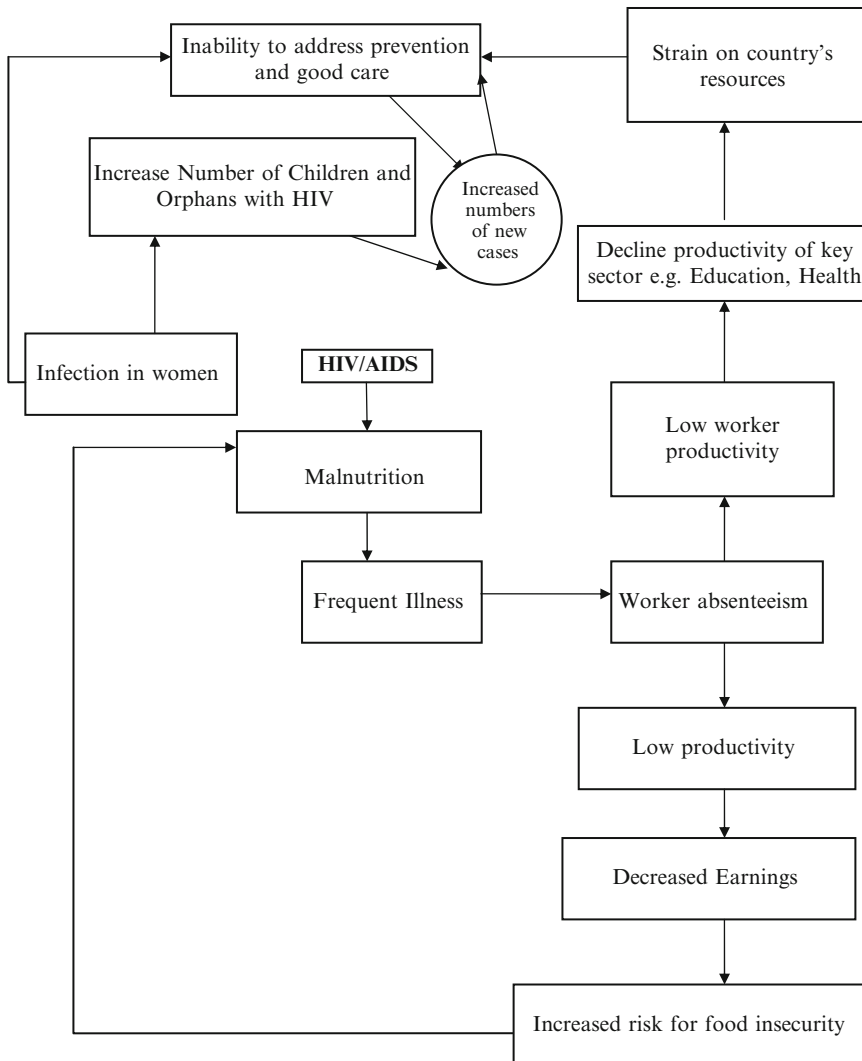 Inability to address prevention
and good care
Strain on country's
resources
Increase Number of Children and
Orphans with HIV
Increased
numbers
of new
cases
Decline productivity of key
sector e.g. Education, Health
Infection in women
HIV/AIDS
Low worker
productivity
Malnutrition
Frequent Illness
Worker absenteeism
Low productivity
Decreased Earnings
Increased risk for food insecurity